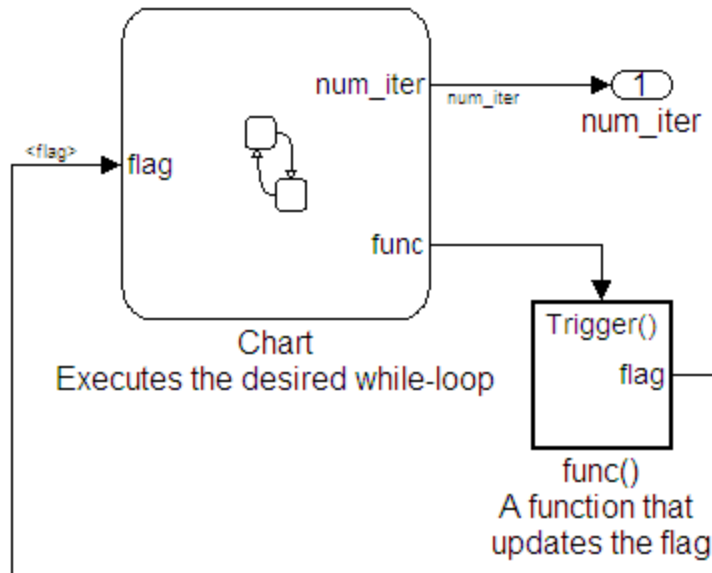 num_iter
num_iter
1
num_iter
<flag>
flag
func
Chart
Executes the desired while-loop
Trigger()
flag
func()
A function that
updates the flag